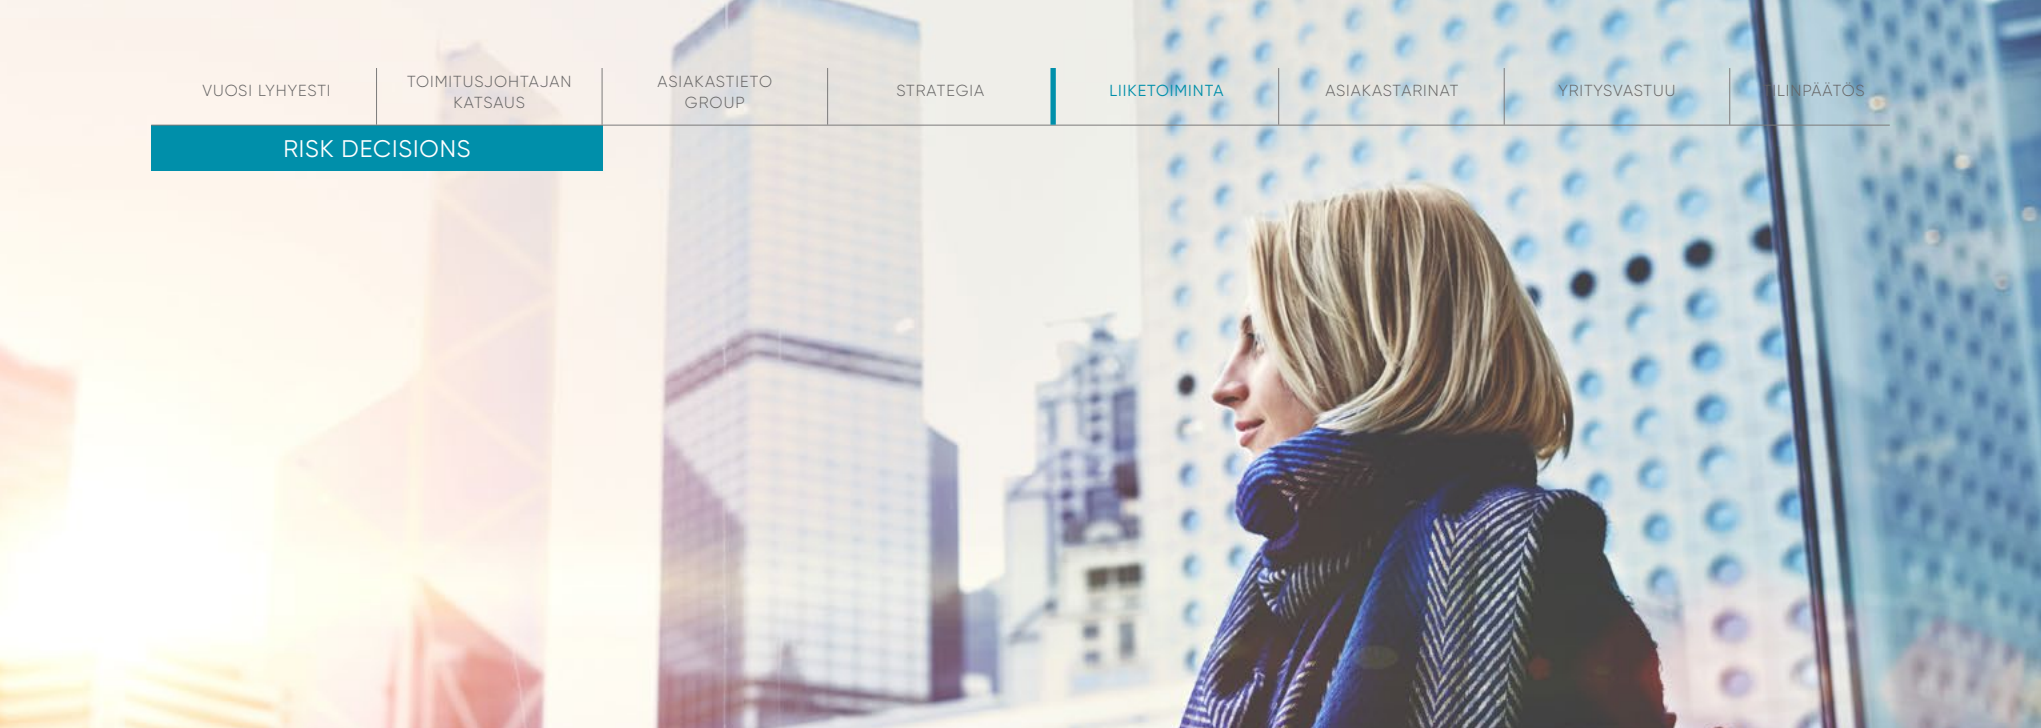 VUOSI LYHYESTI
TOIMITUSJOHTAJAN
KATSAUS
ASIAKASTIETO
GROUP
STRATEGIA
LIIKETOIMINTA
ASIAKASTARINAT
YRITYSVASTUU
TILINPÄÄTÖS
RISK DECISIONS